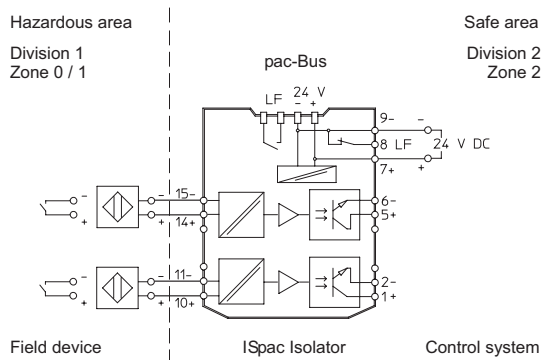 Hazardous area
Safe area
Division 1
Zone 0 / 1
Division 2
Zone 2
pac-Bus
LF 24 V
- +
9- -
8 LF 24 V DC
7+ +
- - 15-
+ + 14+
6-
5+
- - 11-
+ + 10+
2-
1+
Field device
ISpac Isolator
Control system